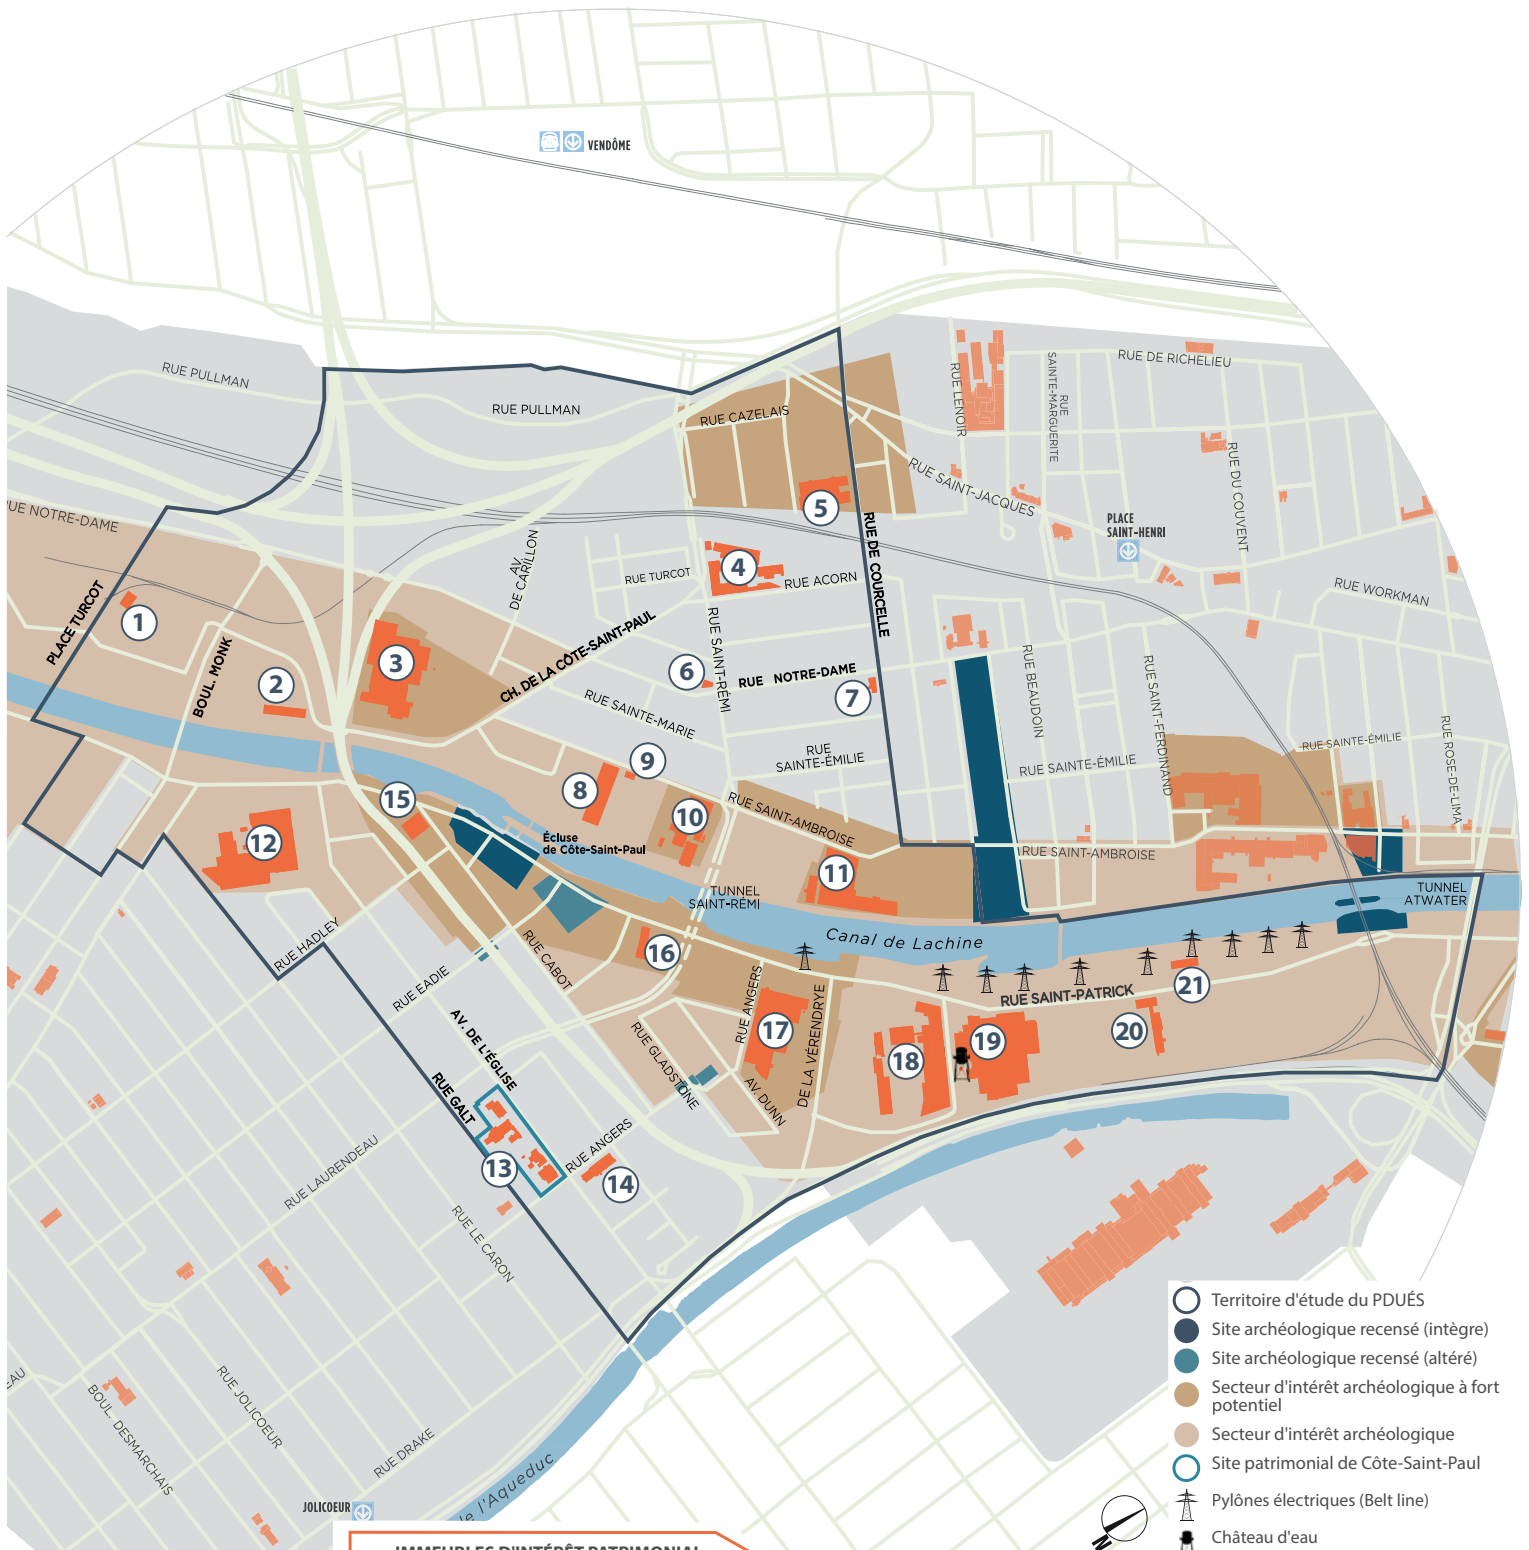 VENDÔME
RUE PULLMAN
RUE PULLMAN
RUE CAZELAIS
RUE LENOIR
RUE
SAINTE-MARGUERITE
RUE DE RICHELIEU
RUE DU COUVENT
RUE SAINT-JACQUES
PLACE
SAINT-HENRI
RUE NOTRE-DAME
AV.
DE CARILLON
RUE TURCOT
RUE ACORN
RUE DE COURCELLE
RUE WORKMAN
PLACE TURCOT
BOUL. MONK
CH. DE LA CÔTE-SAINT-PAUL
RUE SAINT-RÉMI
RUE NOTRE-DAME
RUE SAINTE-MARIE
RUE
SAINTE-ÉMILIE
RUE BEAUDOIN
RUE SAINT-FERDINAND
RUE SAINTE-ÉMILIE
RUE SAINTE-ÉMILIE
RUE ROSE-DE-LIMA
1
2
3
4
5
6
7
8
9
10
11
12
13
14
15
16
17
18
19
20
21
Écluse
de Côte-Saint-Paul
RUE SAINT-AMBROISE
RUE SAINT-AMBROISE
TUNNEL
SAINT-RÉMI
TUNNEL
ATWATER
Canal de Lachine
RUE HADLEY
RUE EADIE
RUE CABOT
AV. DE L'ÉGLISE
RUE GALT
RUE GLADSTONE
RUE ANGERS
AV. DUNN
DE LA VÉRENDRYE
RUE SAINT-PATRICK
RUE ANGERS
RUE LAURENDEAU
RUE LE CARON
RUE JOLICOEUR
BOUL. DESMARCHAIS
RUE DRAKE
JOLICOEUR
l'Aqueduc
Territoire d'étude du PDUÉS
Site archéologique recensé (intègre)
Site archéologique recensé (altéré)
Secteur d'intérêt archéologique à fort
potentiel
Secteur d'intérêt archéologique
Site patrimonial de Côte-Saint-Paul
Pylônes électriques (Belt line)
Château d'eau
N
IMMEUBLES D'INTÉRÊT PATRIMONIAL